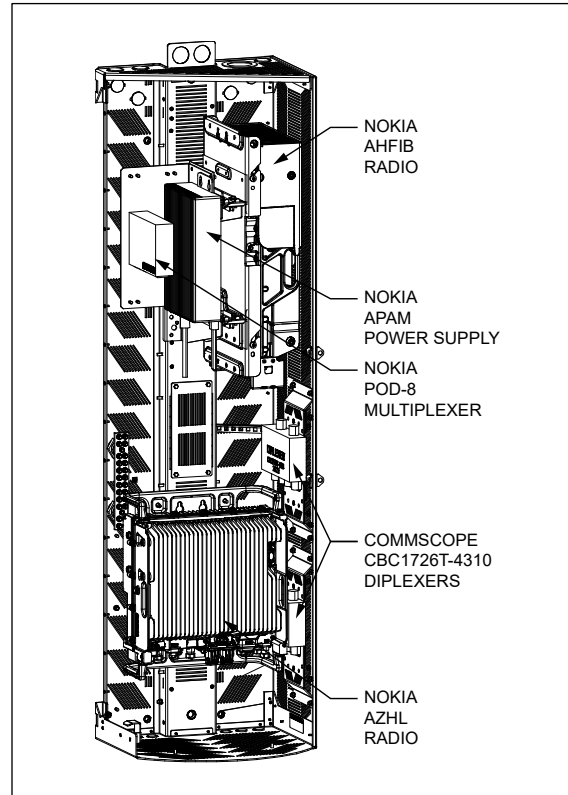 NOKIA
AHFIB
RADIO
NOKIA
APAM
POWER SUPPLY
NOKIA
POD-8
MULTIPLEXER
COMMSCOPE
CBC1726T-4310
DIPLEXERS
NOKIA
AZHL
RADIO